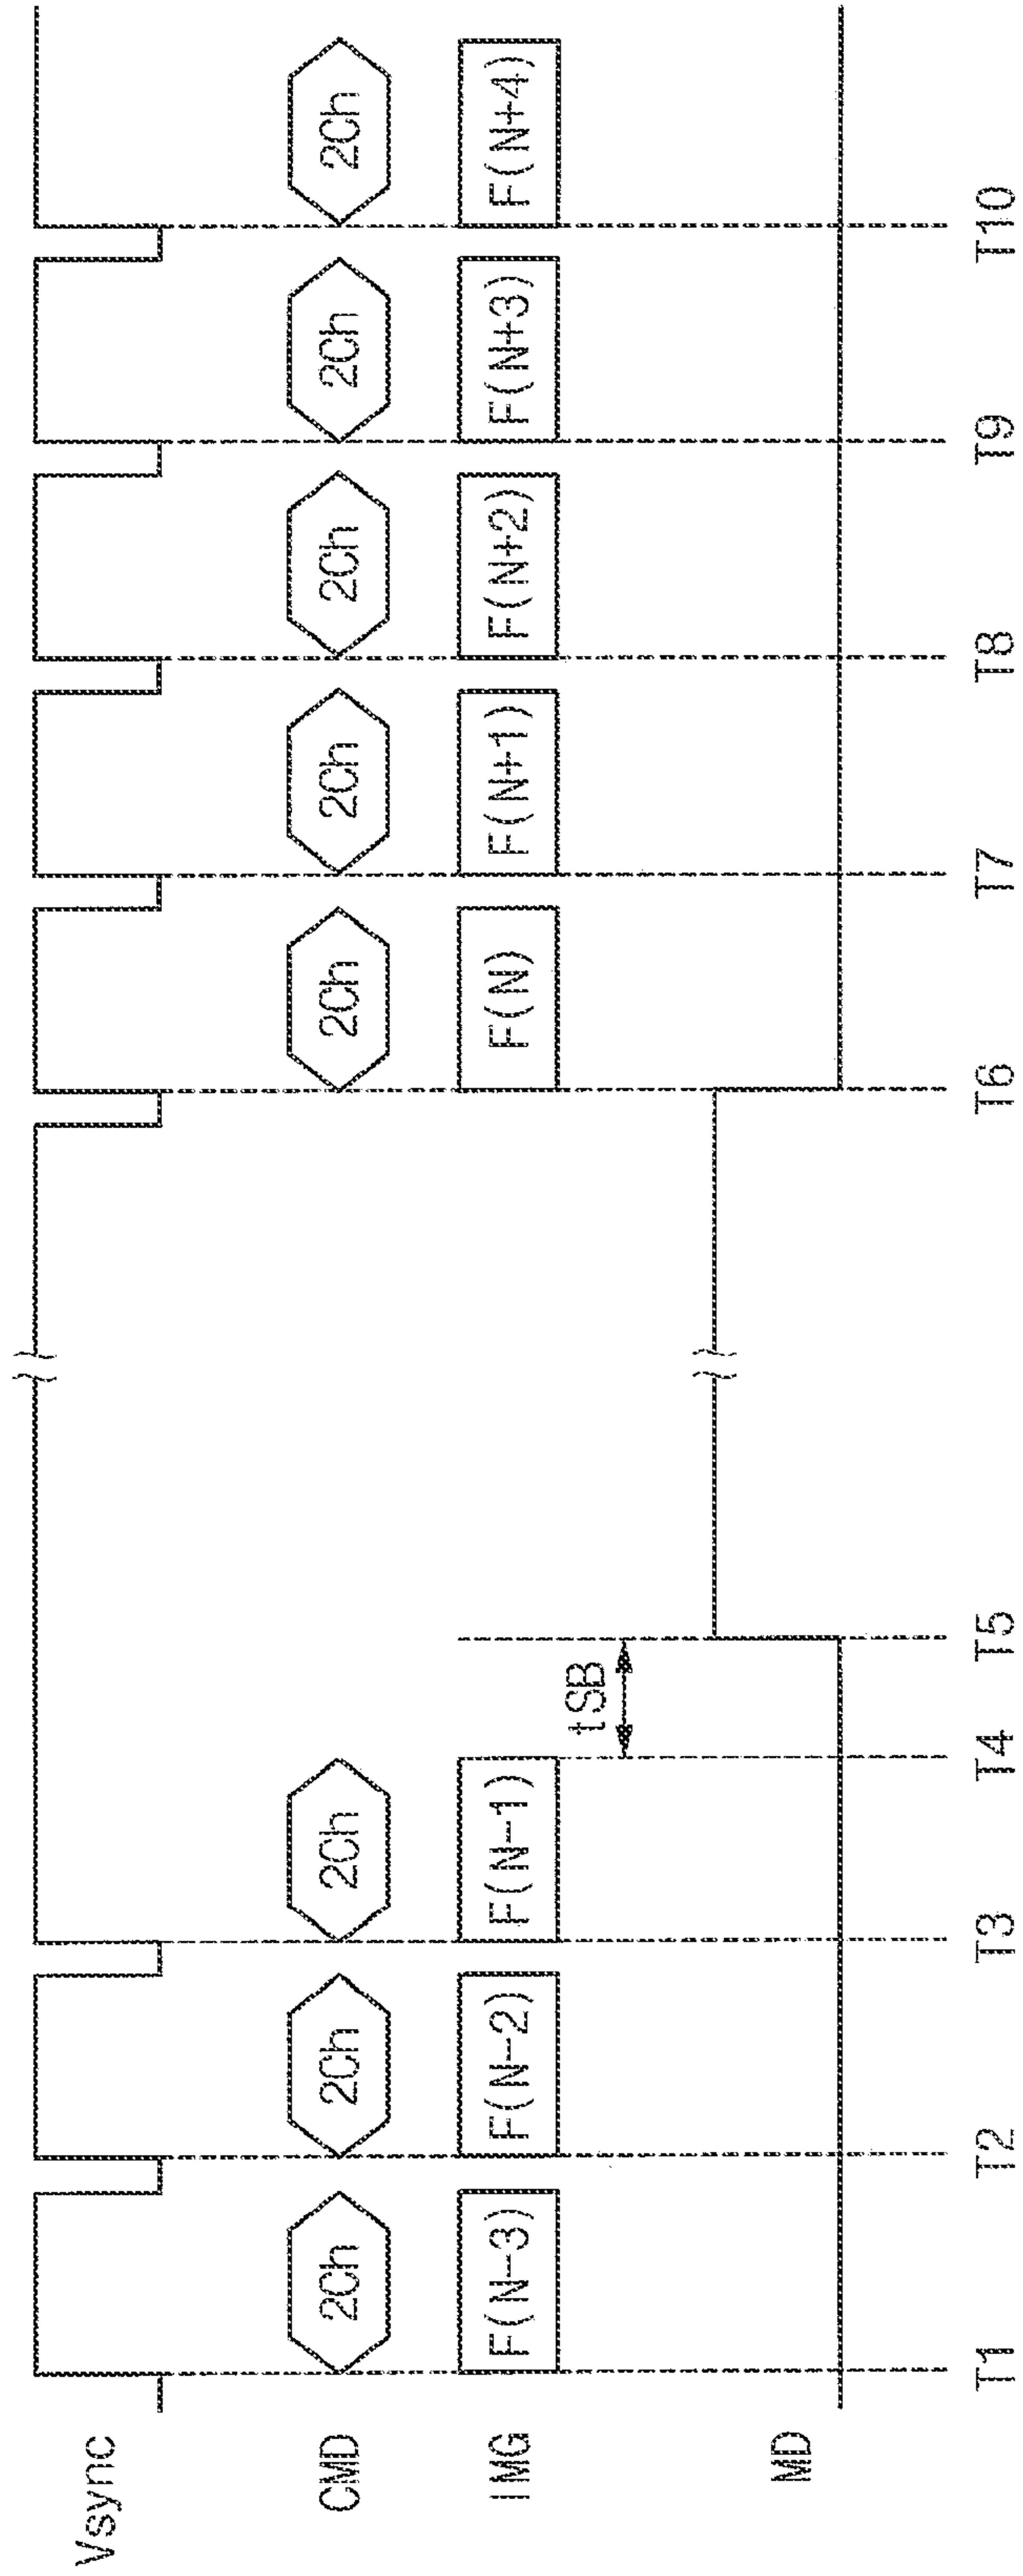 Vsync
CMD 2Ch 2Ch 2Ch 2Ch 2Ch 2Ch 2Ch 2Ch
IMG F(N-3) F(N-2) F(N-1) F(N) F(N+1) F(N+2) F(N+3) F(N+4)
tSB
MD
T1 T2 T3 T4 T5 T6 T7 T8 T9 T10